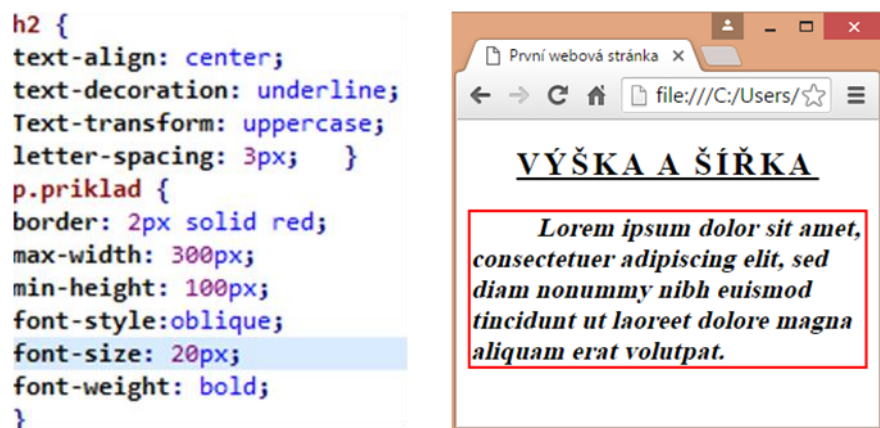 h2 {
text-align: center;
text-decoration: underline;
Text-transform: uppercase;
letter-spacing: 3px;   }
p.priklad {
border: 2px solid red;
max-width: 300px;
min-height: 100px;
font-style:oblique;
font-size: 20px;
font-weight: bold;
}
První webová stránka
file:///C:/Users/
VÝŠKA A ŠÍŘKA
Lorem ipsum dolor sit amet,
consectetuer adipiscing elit, sed
diam nonummy nibh euismod
tincidunt ut laoreet dolore magna
aliquam erat volutpat.